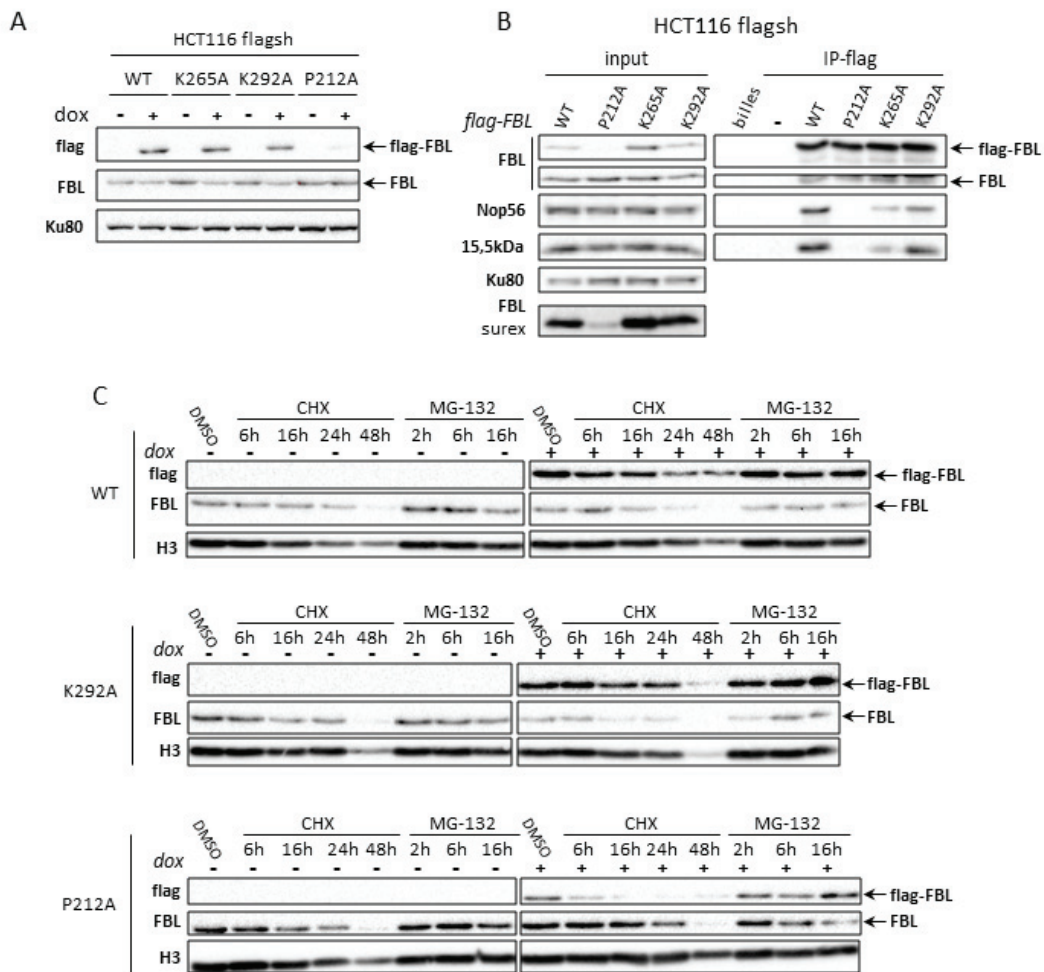 A
HCT116 flagsh
WT K265A K292A P212A
dox - + - + - + - +
flag
flag-FBL
FBL
FBL
Ku80
B
HCT116 flagsh
input IP-flag
flag-FBL WT P212A K265A K292A billes - WT P212A K265A K292A
FBL
flag-FBL
FBL
Nop56
15,5kDa
Ku80
FBL
surex
C
WT
DMSO CHX MG-132 DMSO CHX MG-132
6h 16h 24h 48h 2h 6h 16h 6h 16h 24h 48h 2h 6h 16h
dox - - - - - - - - + + + + + + + +
flag flag-FBL
FBL FBL
H3
K292A
DMSO CHX MG-132 DMSO CHX MG-132
6h 16h 24h 48h 2h 6h 16h 6h 16h 24h 48h 2h 6h 16h
dox - - - - - - - - + + + + + + + +
flag flag-FBL
FBL FBL
H3
P212A
DMSO CHX MG-132 DMSO CHX MG-132
6h 16h 24h 48h 2h 6h 16h 6h 16h 24h 48h 2h 6h 16h
dox - - - - - - - - + + + + + + + +
flag flag-FBL
FBL FBL
H3